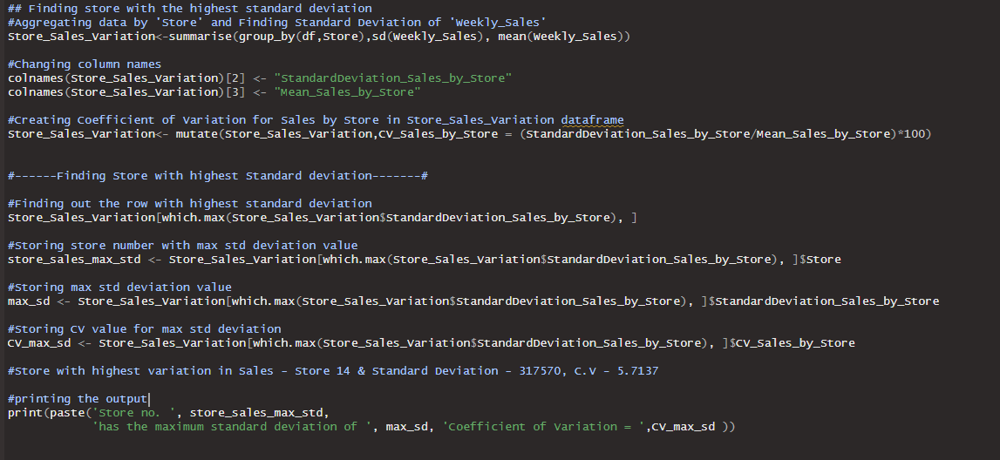 ## Finding store with the highest standard deviation
#Aggregating data by 'Store' and Finding Standard Deviation of 'Weekly_Sales'
Store_Sales_Variation<-summarise(group_by(df,Store),sd(Weekly_Sales), mean(Weekly_Sales))
#Changing column names
colnames(Store_Sales_Variation)[2] <- "StandardDeviation_Sales_by_Store"
colnames(Store_Sales_Variation)[3] <- "Mean_Sales_by_Store"
#Creating Coefficient of Variation for Sales by Store in Store_Sales_Variation dataframe
Store_Sales_Variation<- mutate(Store_Sales_Variation,CV_Sales_by_Store = (StandardDeviation_Sales_by_Store/Mean_Sales_by_Store)*100)
#------Finding Store with highest Standard deviation-------#
#Finding out the row with highest standard deviation
Store_Sales_Variation[which.max(Store_Sales_Variation$StandardDeviation_Sales_by_Store), ]
#Storing store number with max std deviation value
store_sales_max_std <- Store_Sales_Variation[which.max(Store_Sales_Variation$StandardDeviation_Sales_by_Store), ]$Store
#Storing max std deviation value
max_sd <- Store_Sales_Variation[which.max(Store_Sales_Variation$StandardDeviation_Sales_by_Store), ]$StandardDeviation_Sales_by_Store
#Storing CV value for max std deviation
CV_max_sd <- Store_Sales_Variation[which.max(Store_Sales_Variation$StandardDeviation_Sales_by_Store), ]$CV_Sales_by_Store
#Store with highest variation in Sales - Store 14 & Standard Deviation - 317570, C.V - 5.7137
#printing the output
print(paste('Store no. ', store_sales_max_std,
'has the maximum standard deviation of ', max_sd, 'Coefficient of Variation = ',CV_max_sd ))